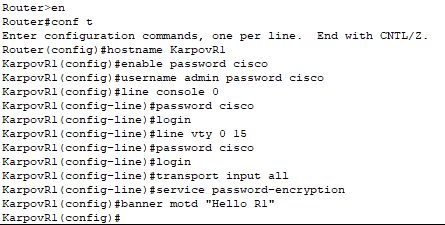 Router>en
Router#conf t
Enter configuration commands, one per line.  End with CNTL/Z.
Router(config)#hostname KarpovR1
KarpovR1(config)#enable password cisco
KarpovR1(config)#username admin password cisco
KarpovR1(config)#line console 0
KarpovR1(config-line)#password cisco
KarpovR1(config-line)#login
KarpovR1(config-line)#line vty 0 15
KarpovR1(config-line)#password cisco
KarpovR1(config-line)#login
KarpovR1(config-line)#transport input all
KarpovR1(config-line)#service password-encryption
KarpovR1(config)#banner motd "Hello R1"
KarpovR1(config)#